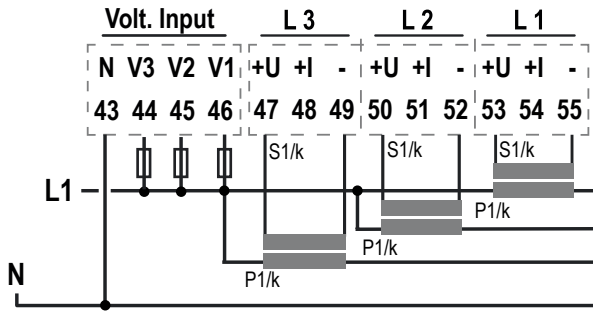 Volt. Input L 3 L 2 L 1
N V3 V2 V1 +U +I - +U +I - +U +I -
43 44 45 46 47 48 49 50 51 52 53 54 55
S1/k S1/k S1/k
L1
P1/k
P1/k
N
P1/k